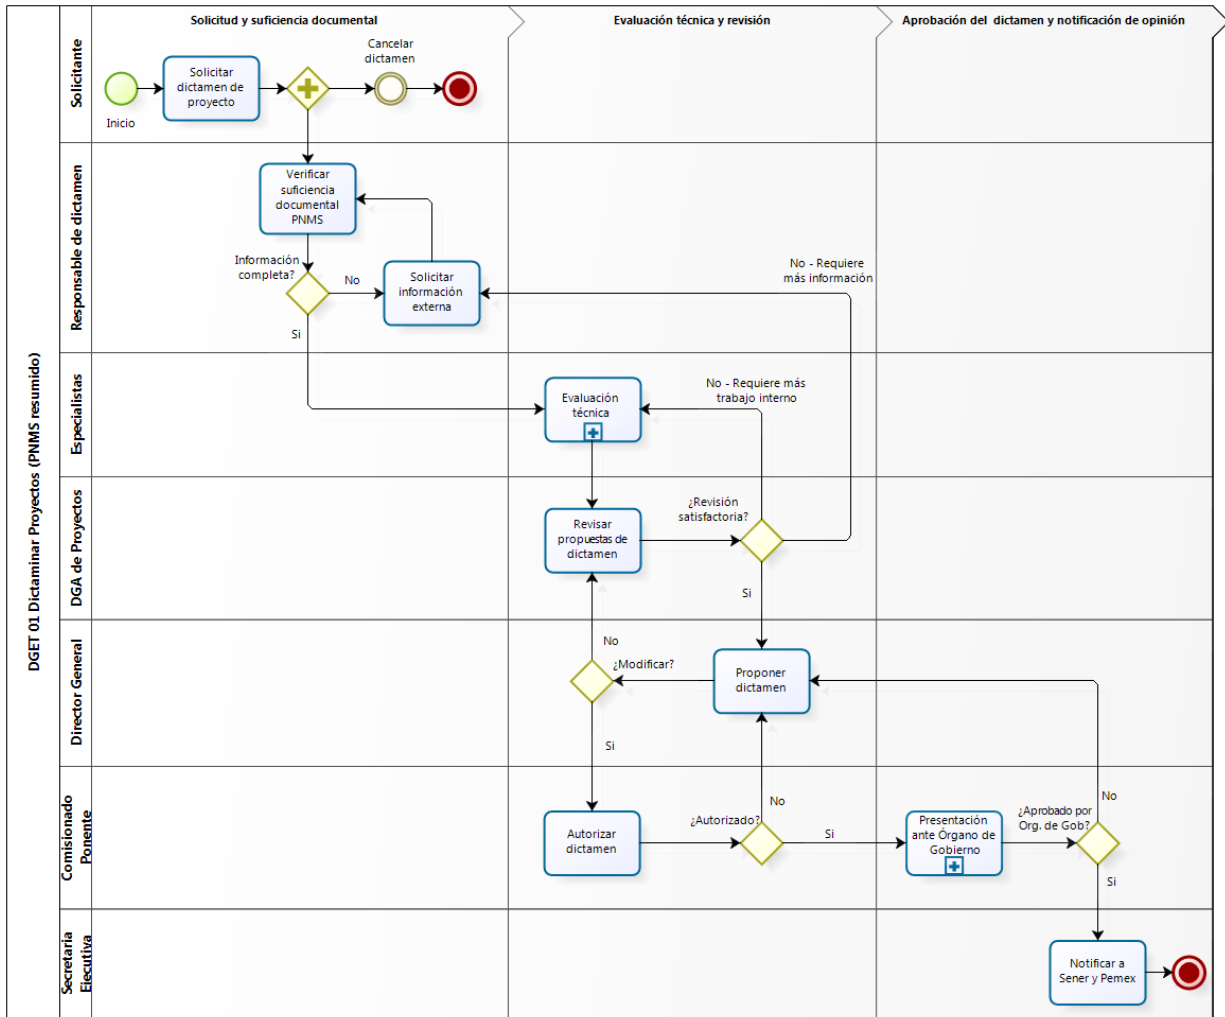 Solicitud y suficiencia documental
Evaluación técnica y revisión
Aprobación del dictamen y notificación de opinión
DGET 01 Dictaminar Proyectos (PNMS resumido)
Solicitante
Inicio
Solicitar
dictamen de
proyecto
Cancelar
dictamen
Responsable de dictamen
Verificar
suficiencia
documental
PNMS
Información
completa?
No
Si
Solicitar
información
externa
No - Requiere
más información
Especialistas
Evaluación
técnica
No - Requiere más
trabajo interno
DGA de Proyectos
Revisar
propuestas de
dictamen
¿Revisión
satisfactoria?
Si
Director General
No
¿Modificar?
Si
Proponer
dictamen
Comisionado
Ponente
Autorizar
dictamen
¿Autorizado?
No
Si
Presentación
ante Órgano de
Gobierno
¿Aprobado por
Org. de Gob?
No
Si
Secretaria
Ejecutiva
Notificar a
Sener y Pemex